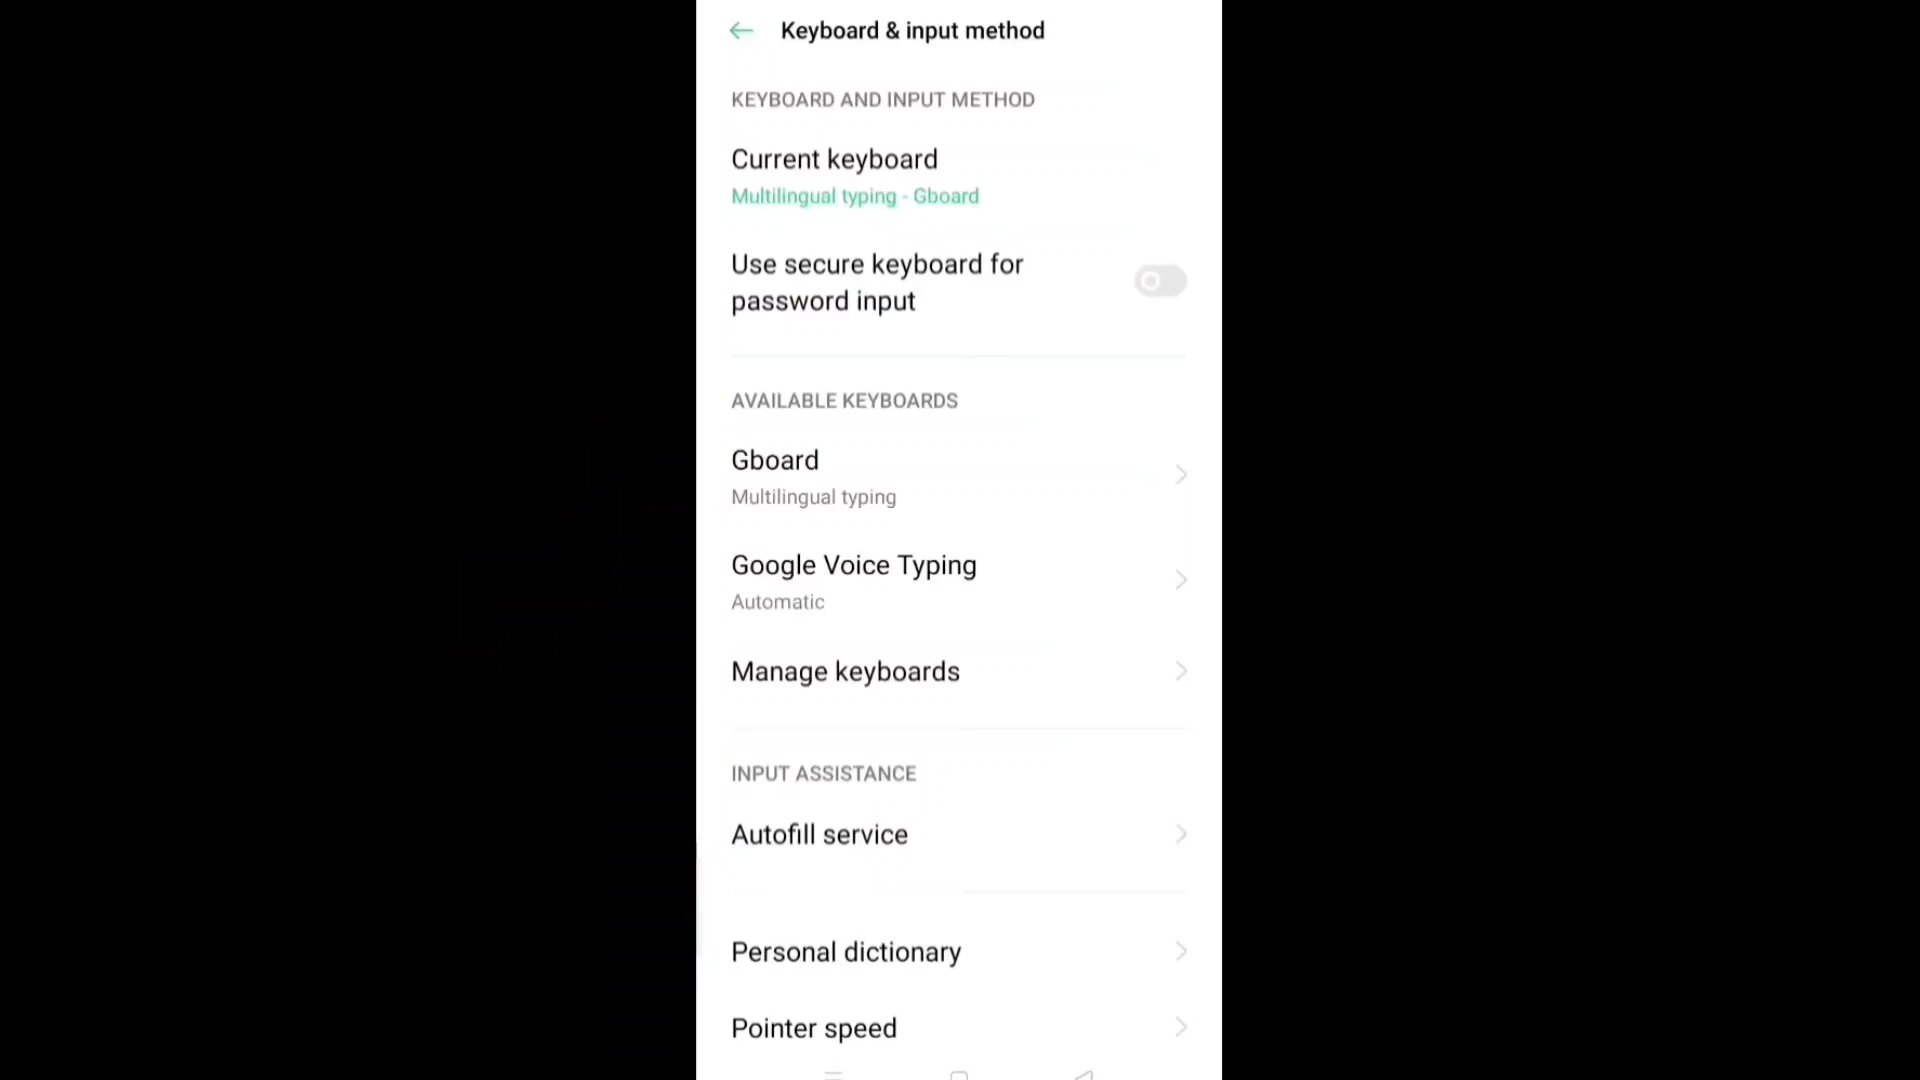 Keyboard & input method
KEYBOARD AND INPUT METHOD
Current keyboard
Multilingual typing - Gboard
Use secure keyboard for
password input
AVAILABLE KEYBOARDS
Gboard
Multilingual typing
Google Voice Typing
Automatic
Manage keyboards
INPUT ASSISTANCE
Autofill service
Personal dictionary
Pointer speed